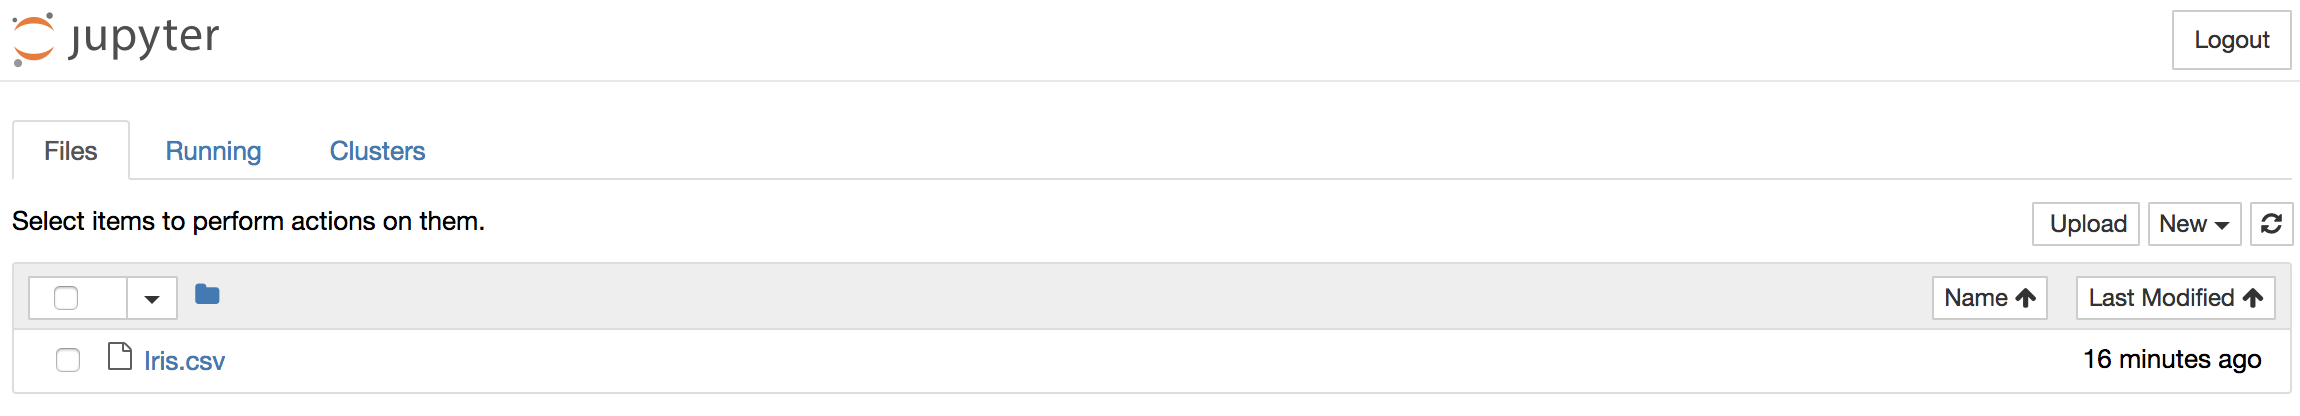 jupyter
Logout
Files Running Clusters
Select items to perform actions on them.
Upload New
Name Last Modified
Iris.csv 16 minutes ago